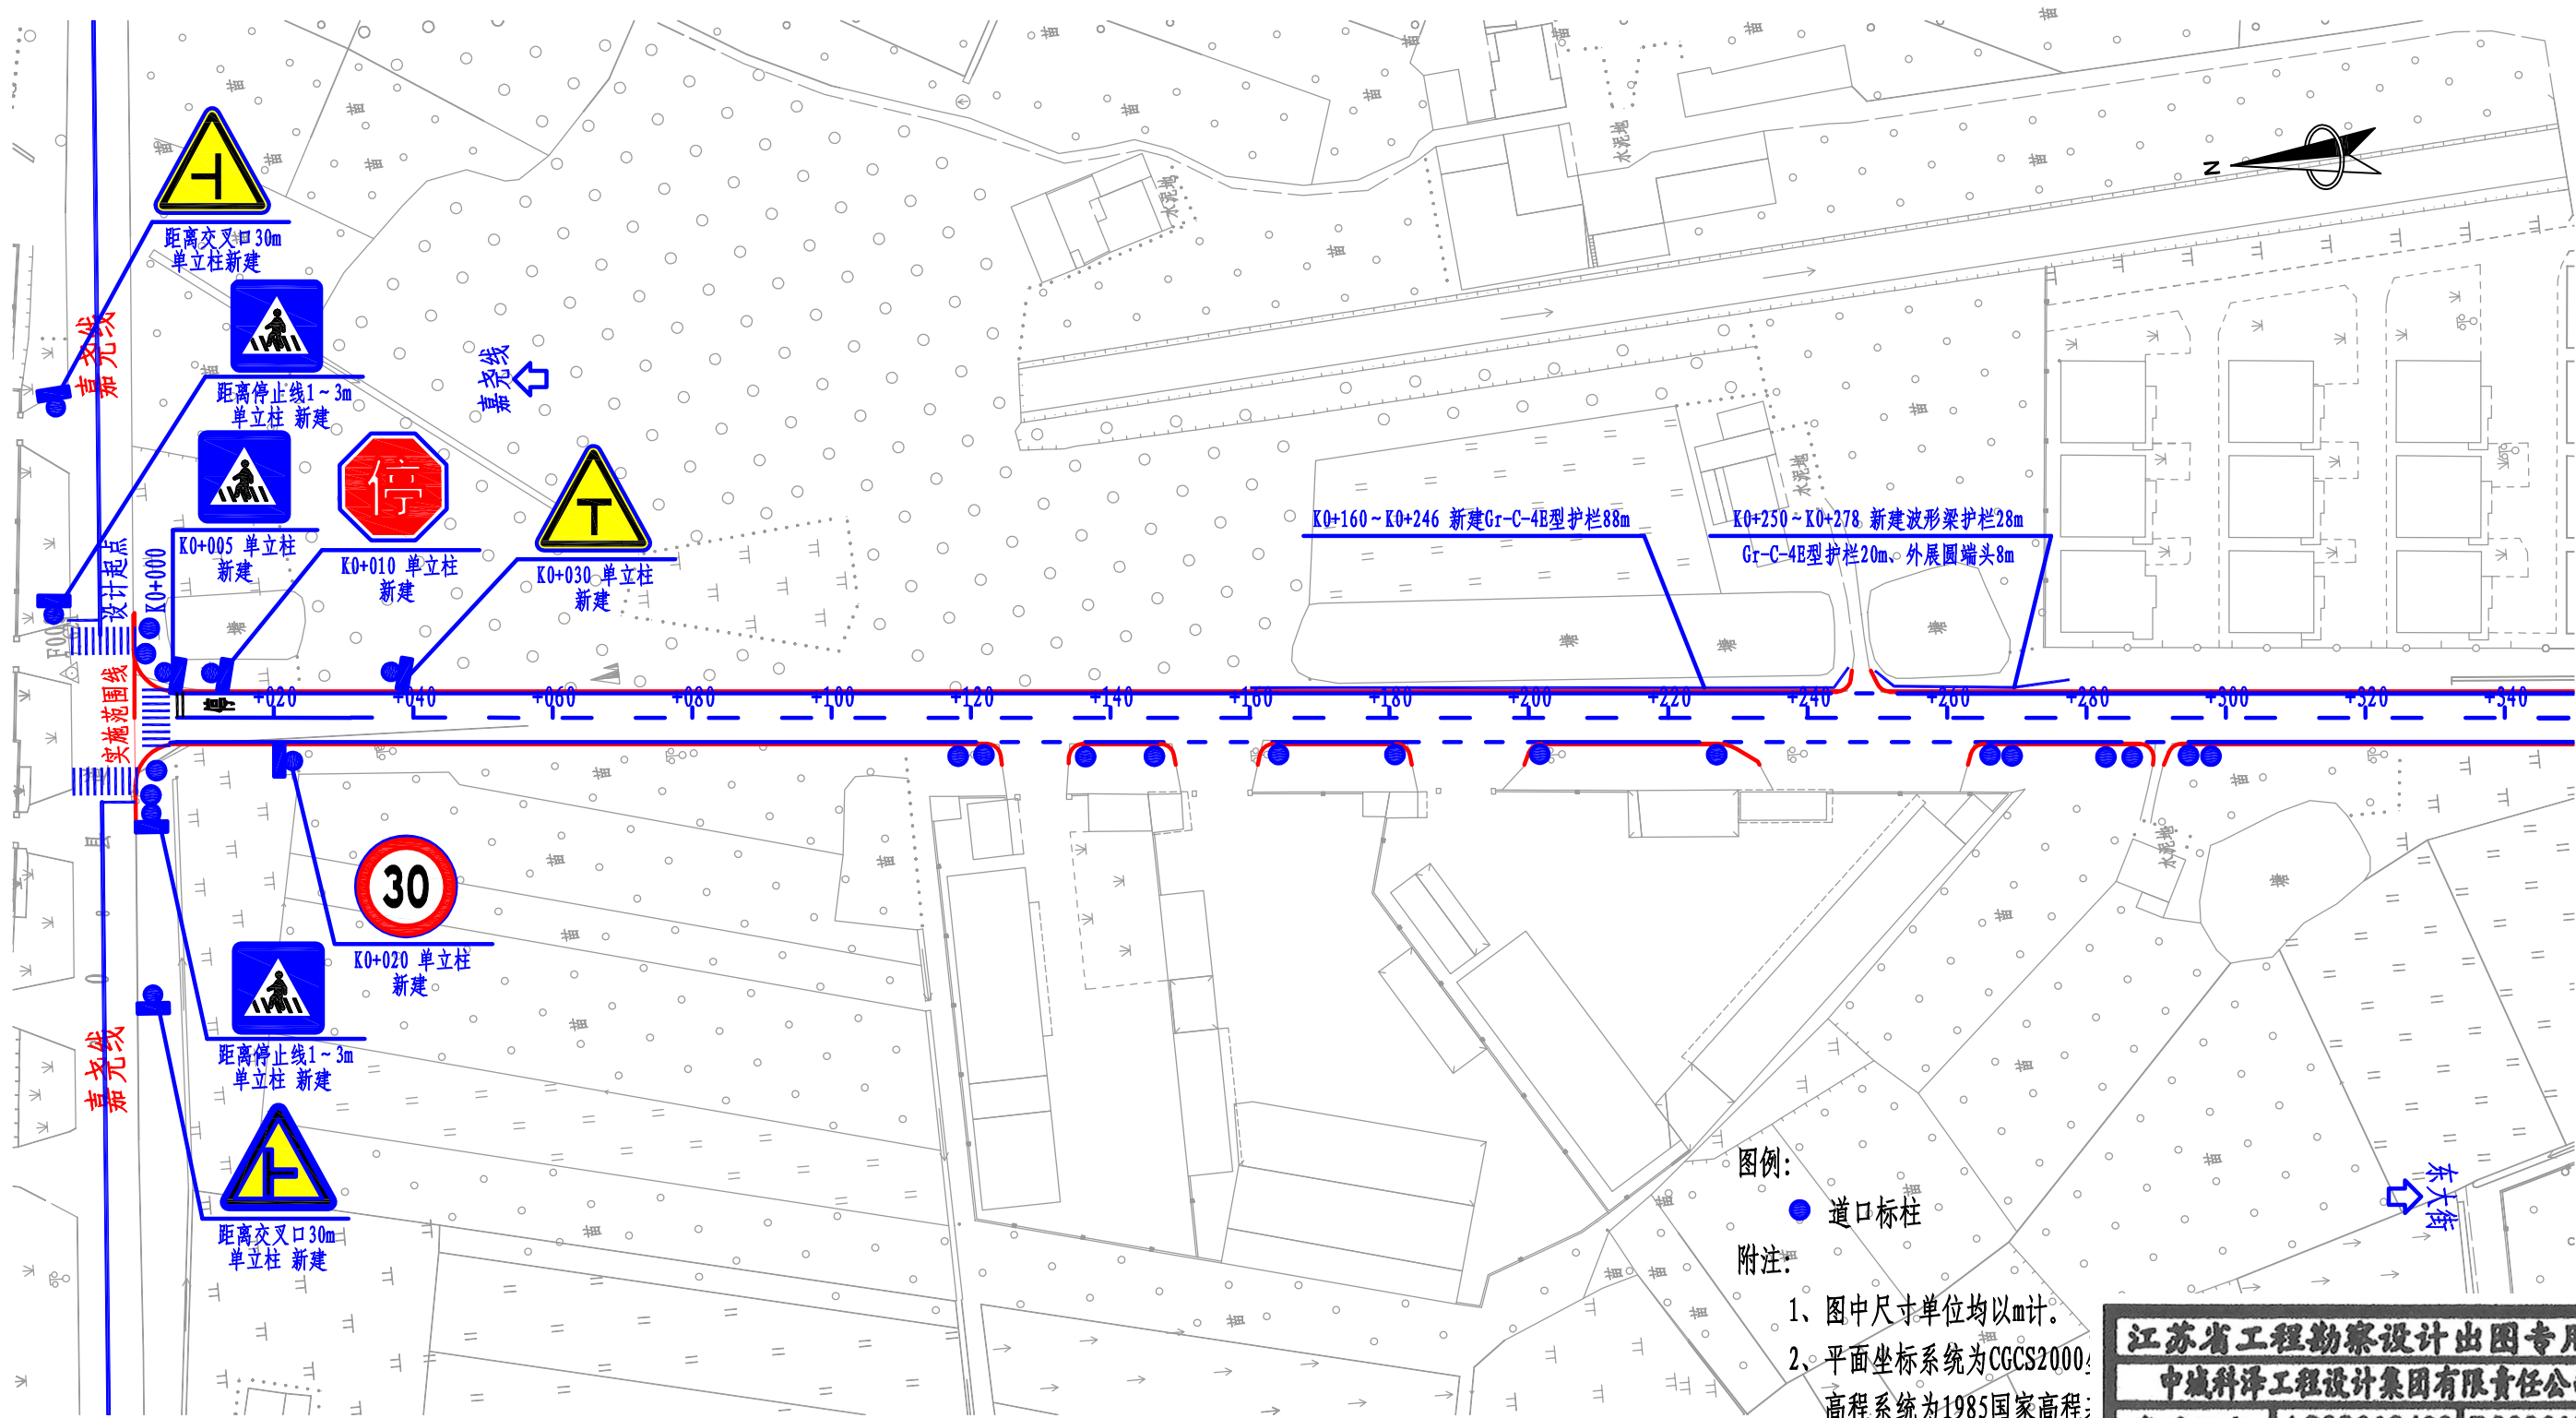 N
距离交叉口30m
单立柱新建
嘉尧线
距离停止线1~3m
单立柱 新建
嘉尧线
停
K0+005 单立柱
新建
K0+010 单立柱
新建
K0+030 单立柱
新建
设计起点
K0+000
K0+160~K0+246 新建Gr-C-4E型护栏88m
K0+250~K0+278 新建波形梁护栏28m
Gr-C-4E型护栏20m、外展圆端头8m
水泥地
水泥地
水泥地
塘
塘
塘
塘
实施范围线
停
+020
+040
+060
+080
+100
+120
+140
+160
+180
+200
+220
+240
+260
+280
+300
+320
+340
30
K0+020 单立柱
新建
距离停止线1~3m
单立柱 新建
嘉尧线
距离交叉口30m
单立柱 新建
水泥地
塘
东大街
图例:
道口标柱
附注:
1、图中尺寸单位均以m计。
2、平面坐标系统为CGCS2000
高程系统为1985国家高程
江苏省工程勘察设计出图专
中城科泽工程设计集团有限责任公